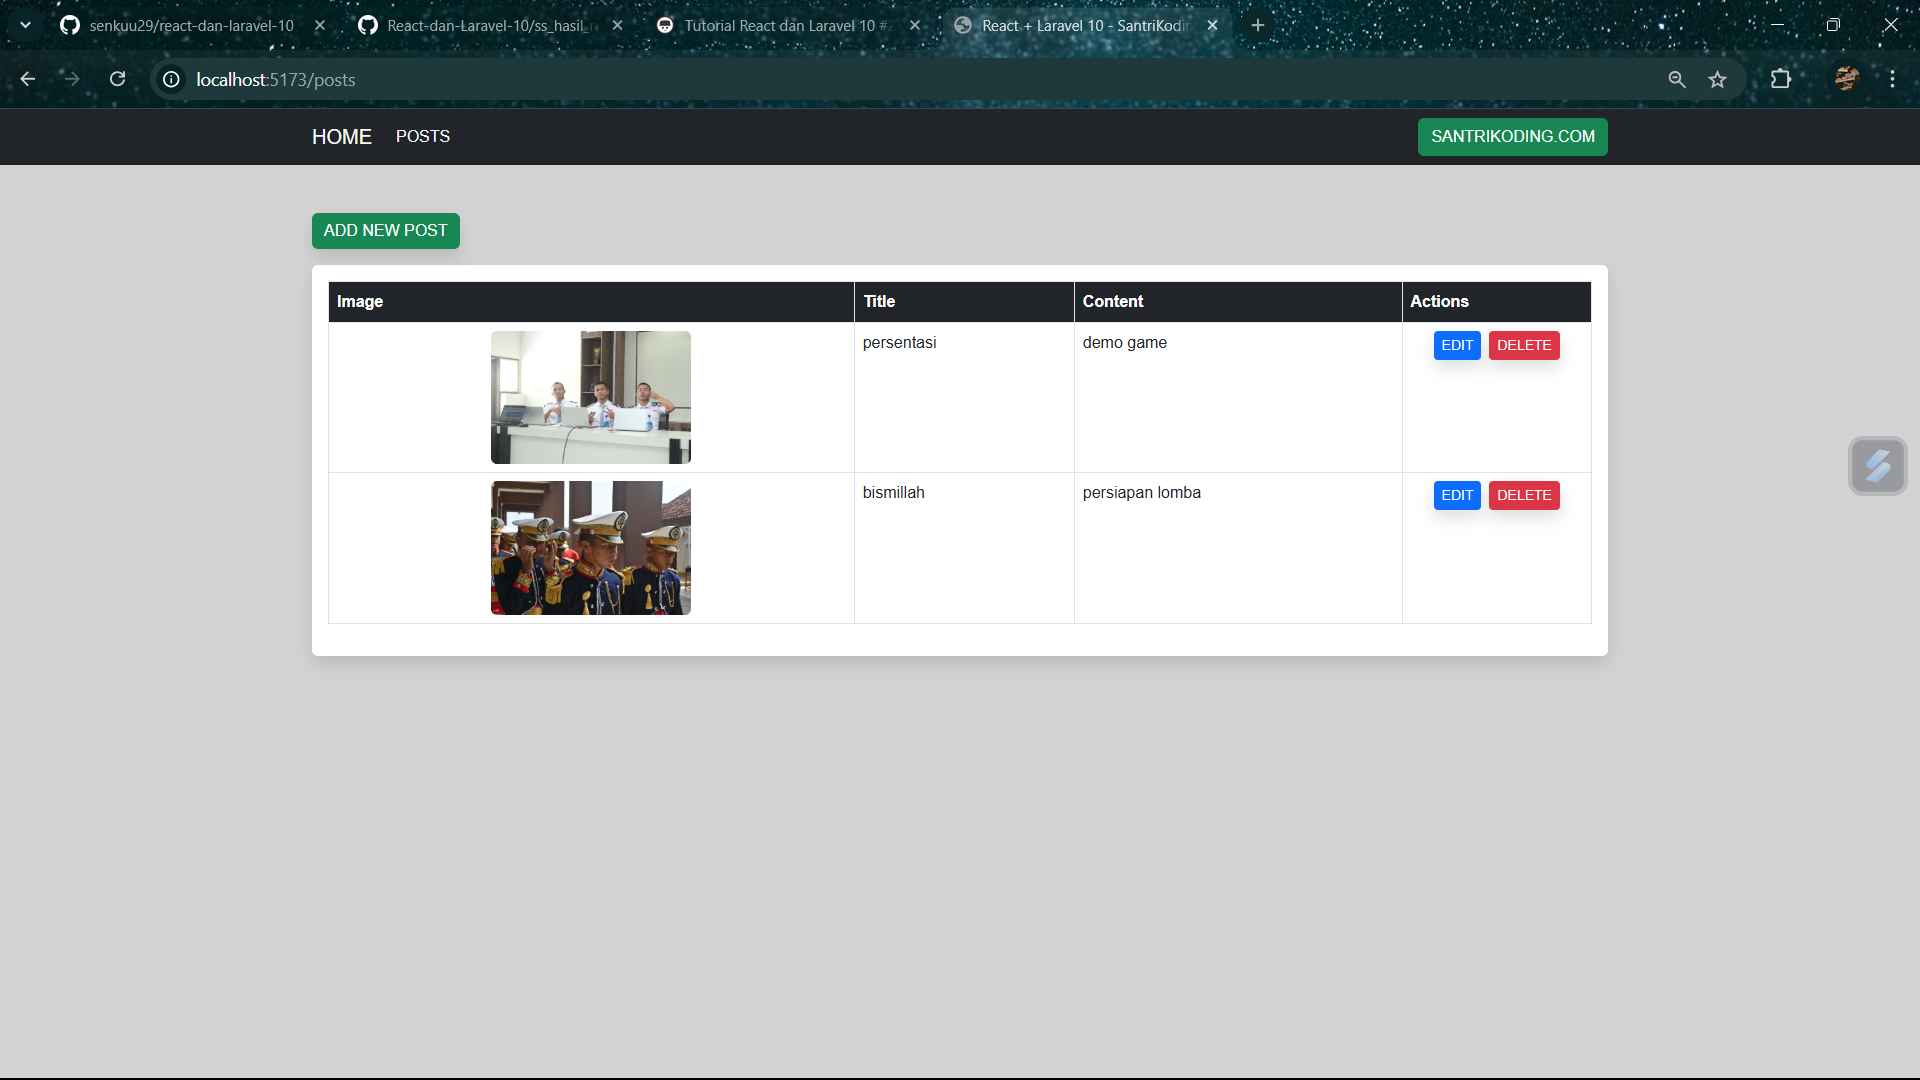 senkuu29/react-dan-laravel-10
React-dan-Laravel-10/ss_hasil_
Tutorial React dan Laravel 10 #
React + Laravel 10 - SantriKodin
localhost:5173/posts
HOME
POSTS
SANTRIKODING.COM
ADD NEW POST
Image Title Content Actions
persentasi demo game EDIT DELETE
bismillah persiapan lomba EDIT DELETE